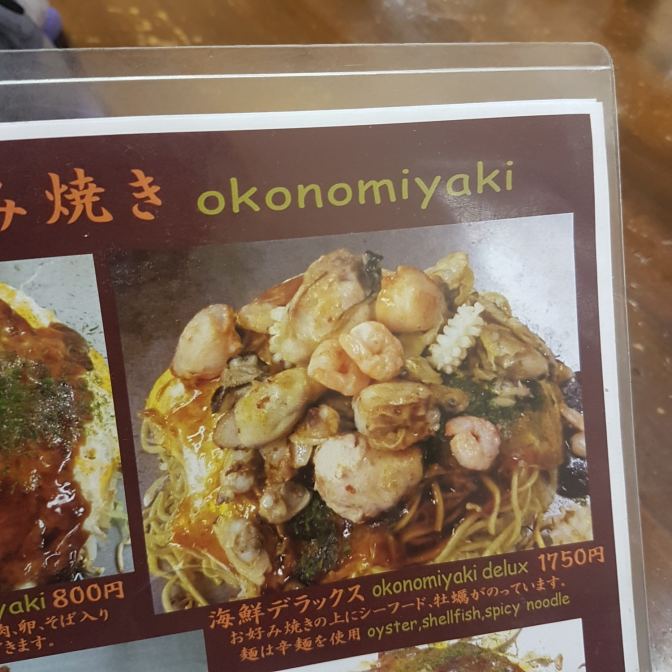 み焼き okonomiyaki
yaki 800円
肉、卵、そば入り
できます。
海鮮デラックス okonomiyaki delux 1750円
お好み焼きの上にシーフード、牡蠣がのっています。
麺は辛麺を使用 oyster,shellfish,spicy noodle